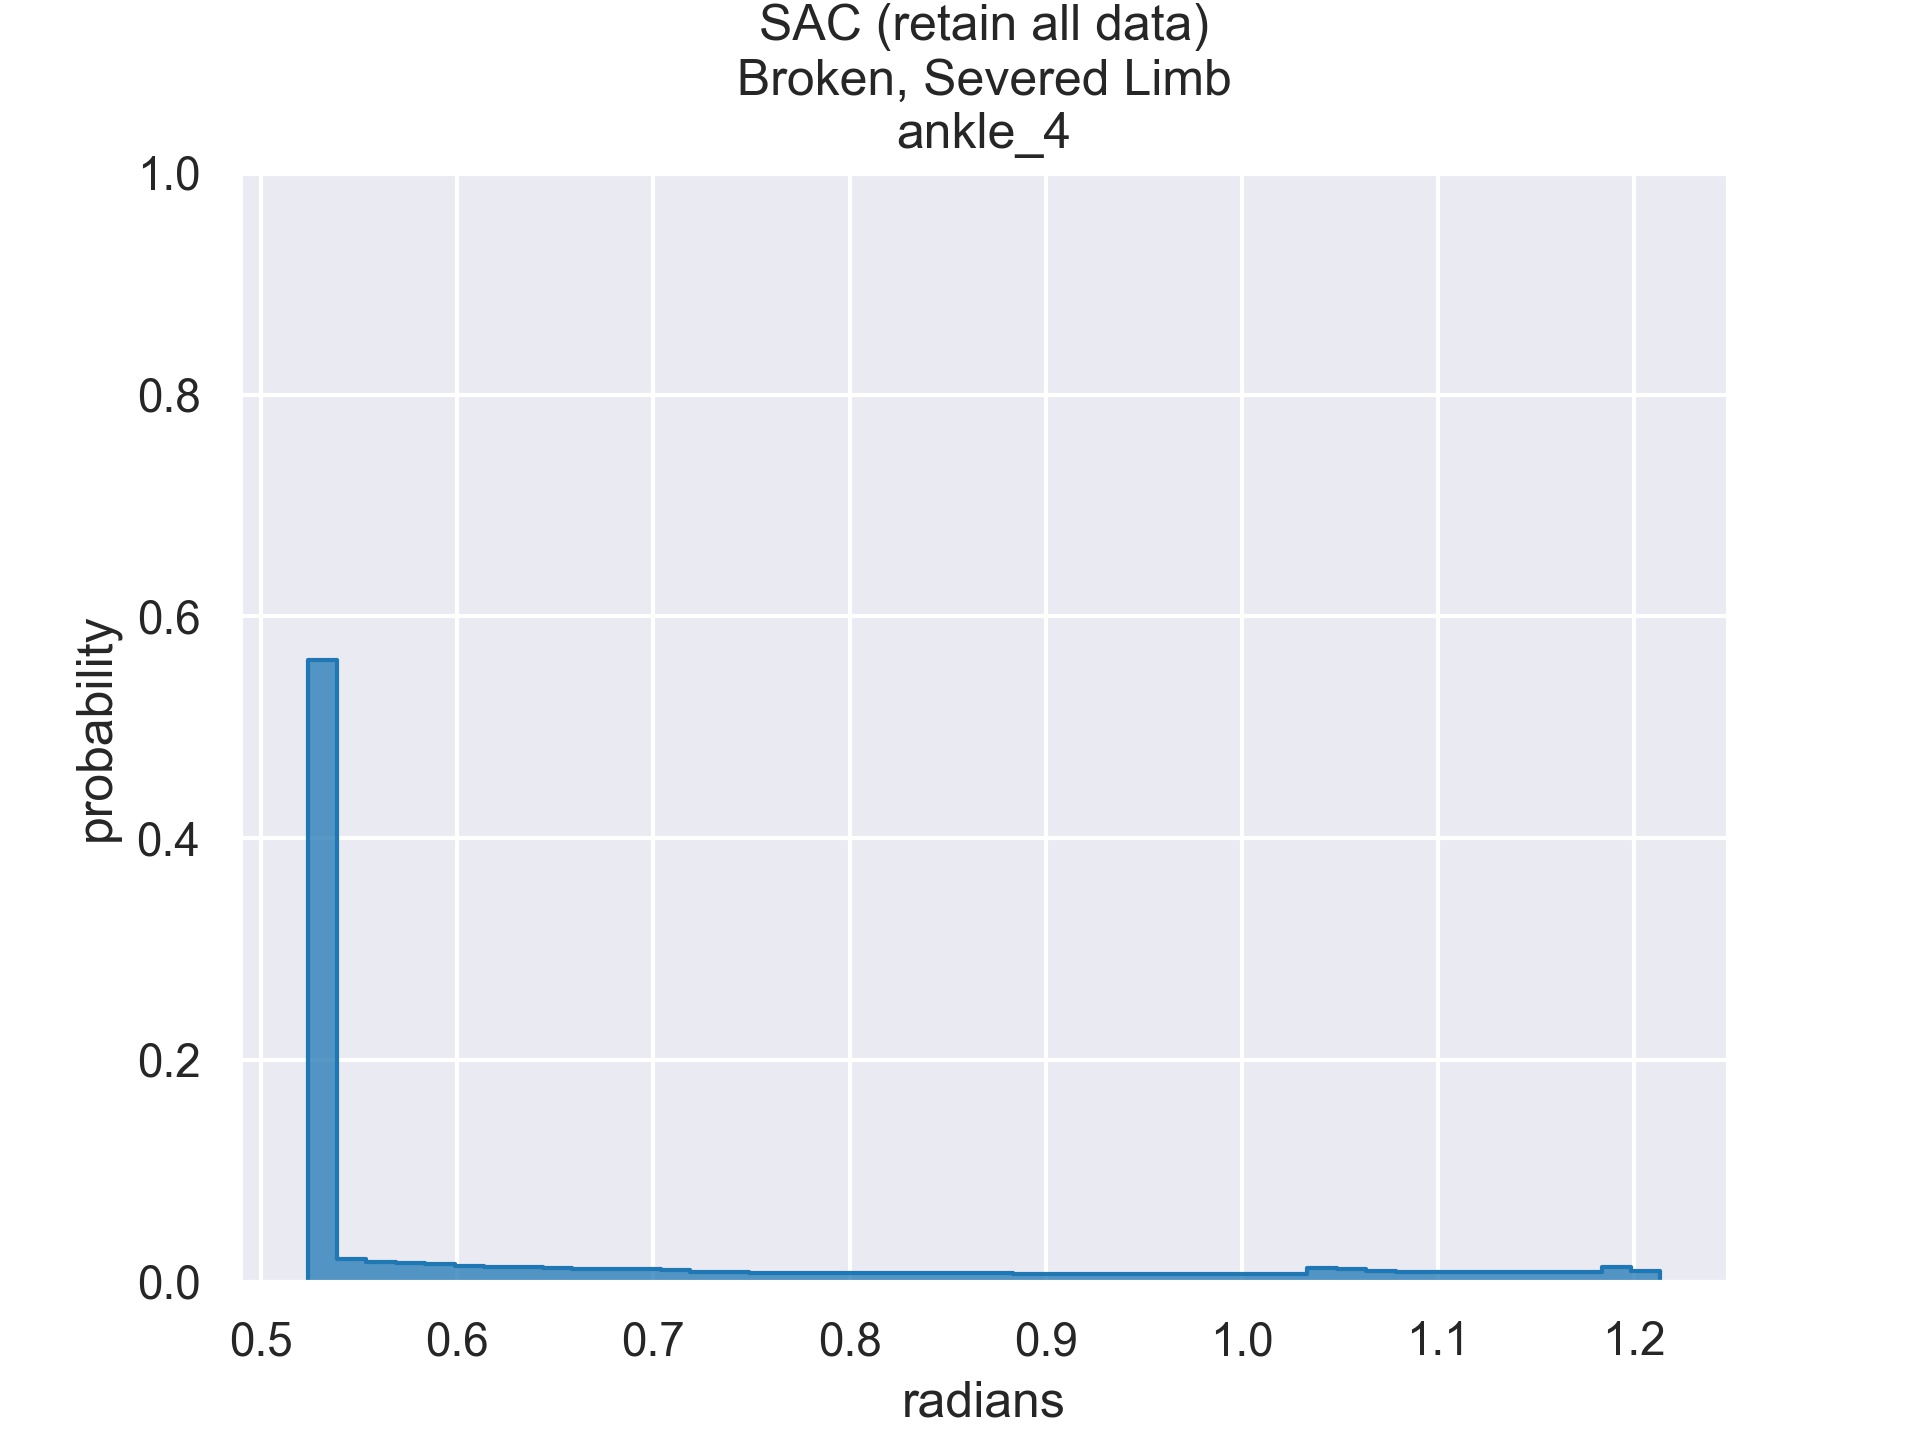 SAC (retain all data)
Broken, Severed Limb
ankle_4
1.0
0.8
0.6
0.4
0.2
0.0
probability
0.5 0.6 0.7 0.8 0.9 1.0 1.1 1.2
radians